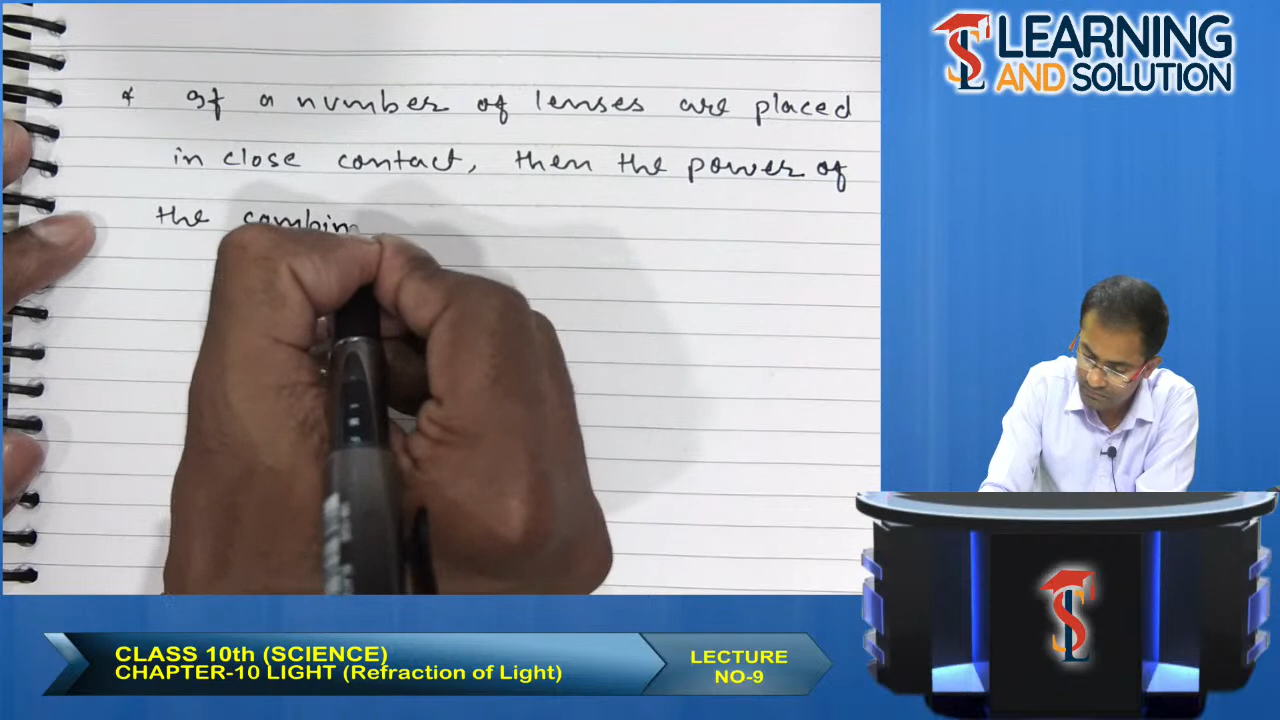 * If a number of lenses are placed
in close contact, then the power of
the combin
LEARNING
AND SOLUTION
CLASS 10th (SCIENCE)
CHAPTER-10 LIGHT (Refraction of Light)
LECTURE
NO-9